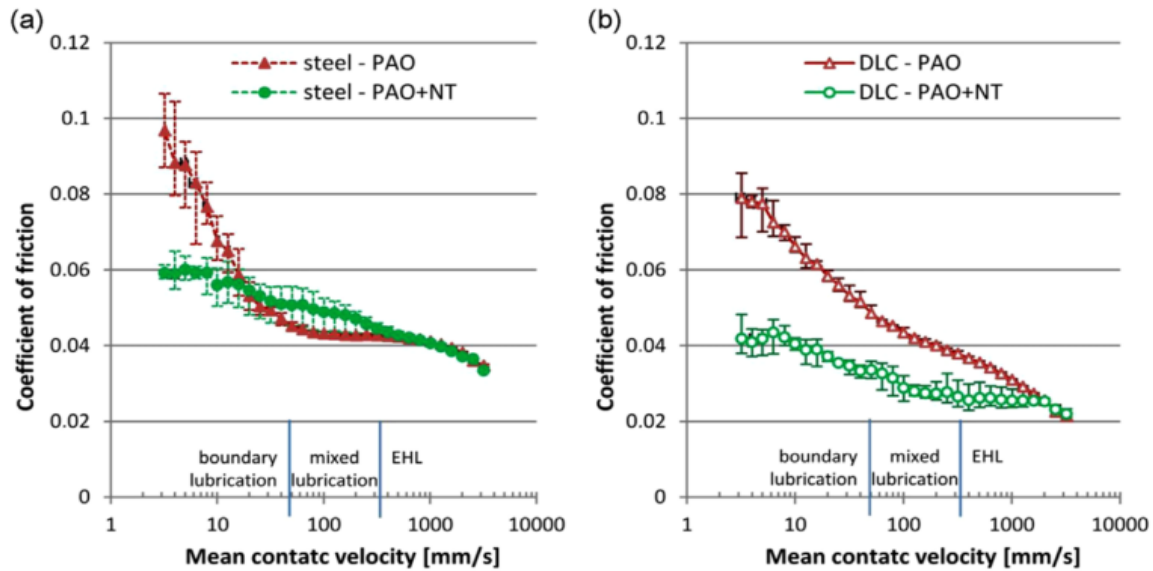 (a)
0.12
0.1
0.08
0.06
0.04
0.02
0
Coefficient of friction
steel - PAO
steel - PAO+NT
boundary
lubrication
mixed
lubrication
EHL
1
10
100
1000
10000
Mean contatc velocity [mm/s]
(b)
0.12
0.1
0.08
0.06
0.04
0.02
0
Coefficient of friction
DLC - PAO
DLC - PAO+NT
boundary
lubrication
mixed
lubrication
EHL
1
10
100
1000
10000
Mean contatc velocity [mm/s]